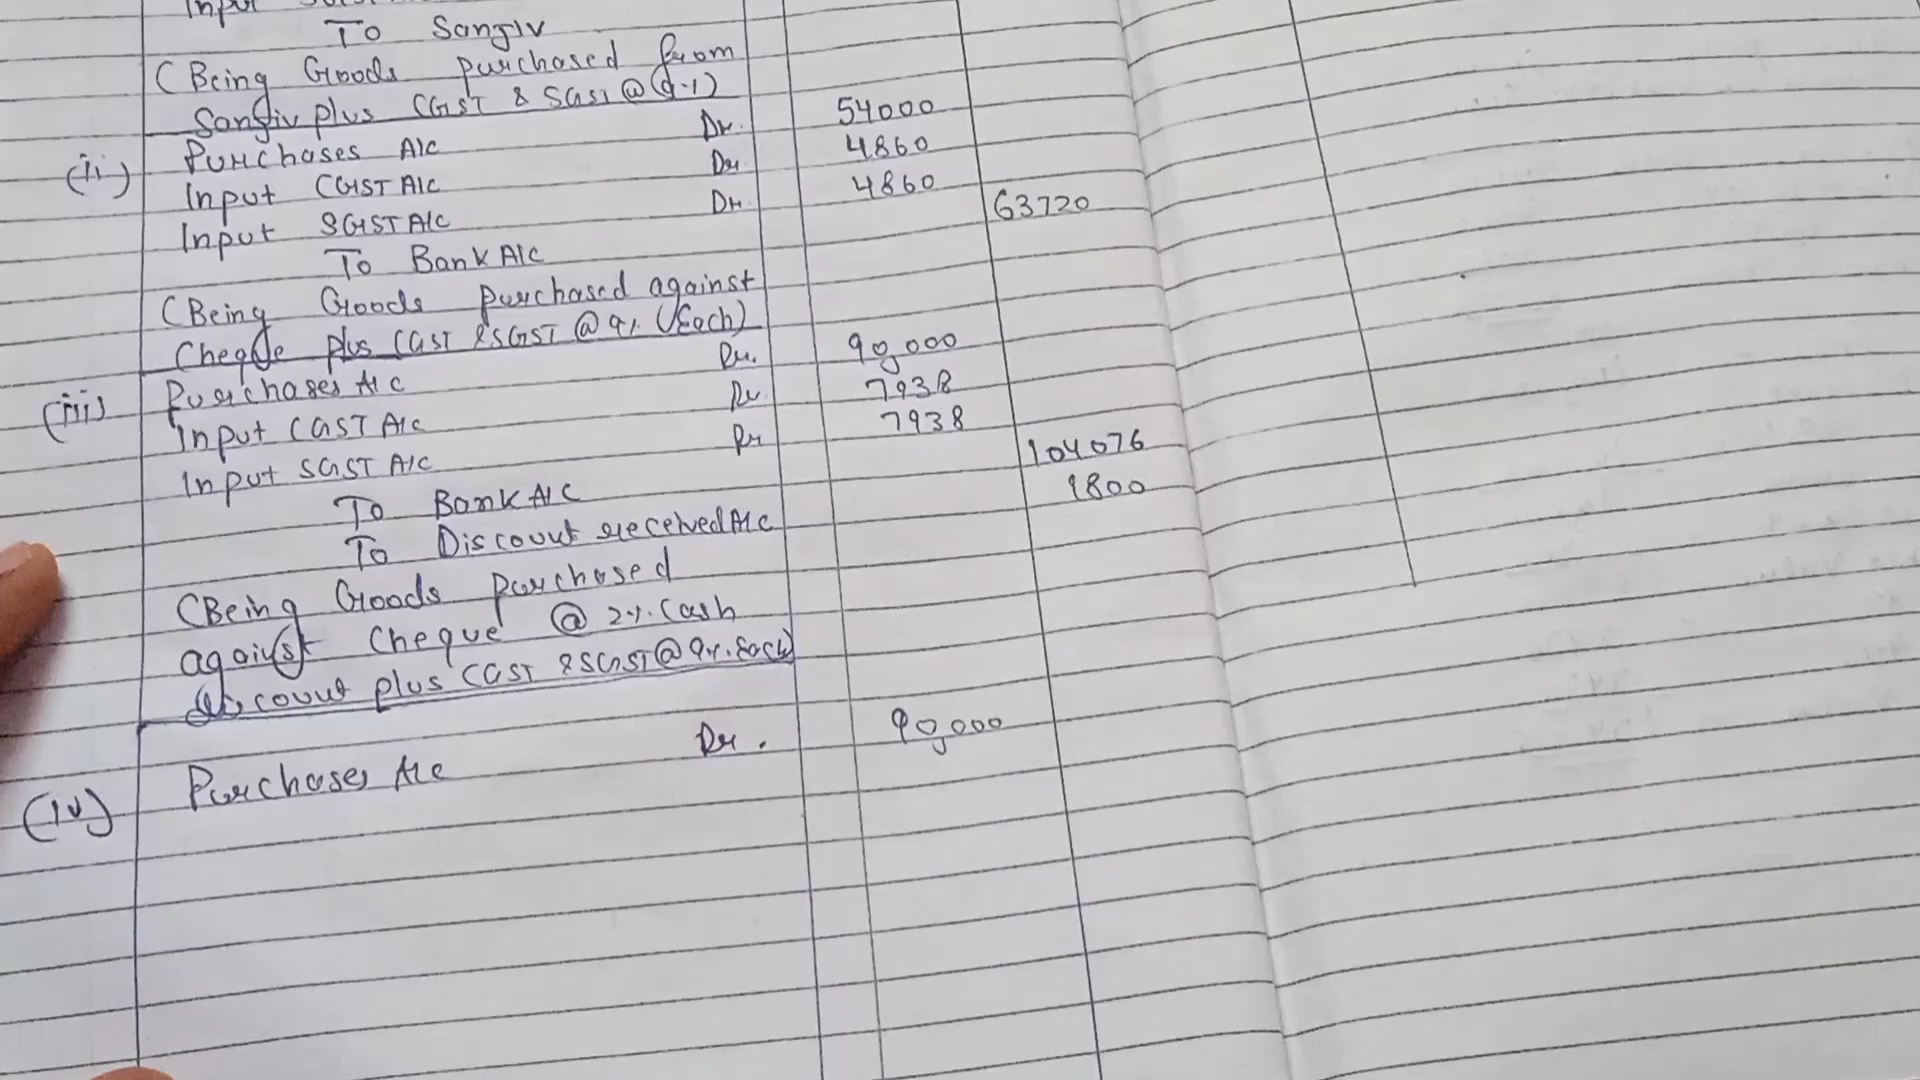 Input
To Sangiv
(Being Goods purchased from
Sangiv plus CGST & SGST @ 9%)
(ii) Purchases A/c Dr. 54000
Input CGST A/c Dr. 4860
Input SGST A/c Dr. 4860
To Bank A/c 63720
(Being Goods purchased against
Cheque plus CGST & SGST @ 9% (Each)
(iii) Purchases A/c Dr. 90,000
Input CGST A/c Dr 7938
Input SGST A/c Dr 7938
To Bank A/c 104076
To Discount received A/c 1800
(Being Goods purchased
against Cheque @ 2% Cash
discount plus CGST & SGST @ 9% Each)
(iv) Purchases A/c Dr. 90,000